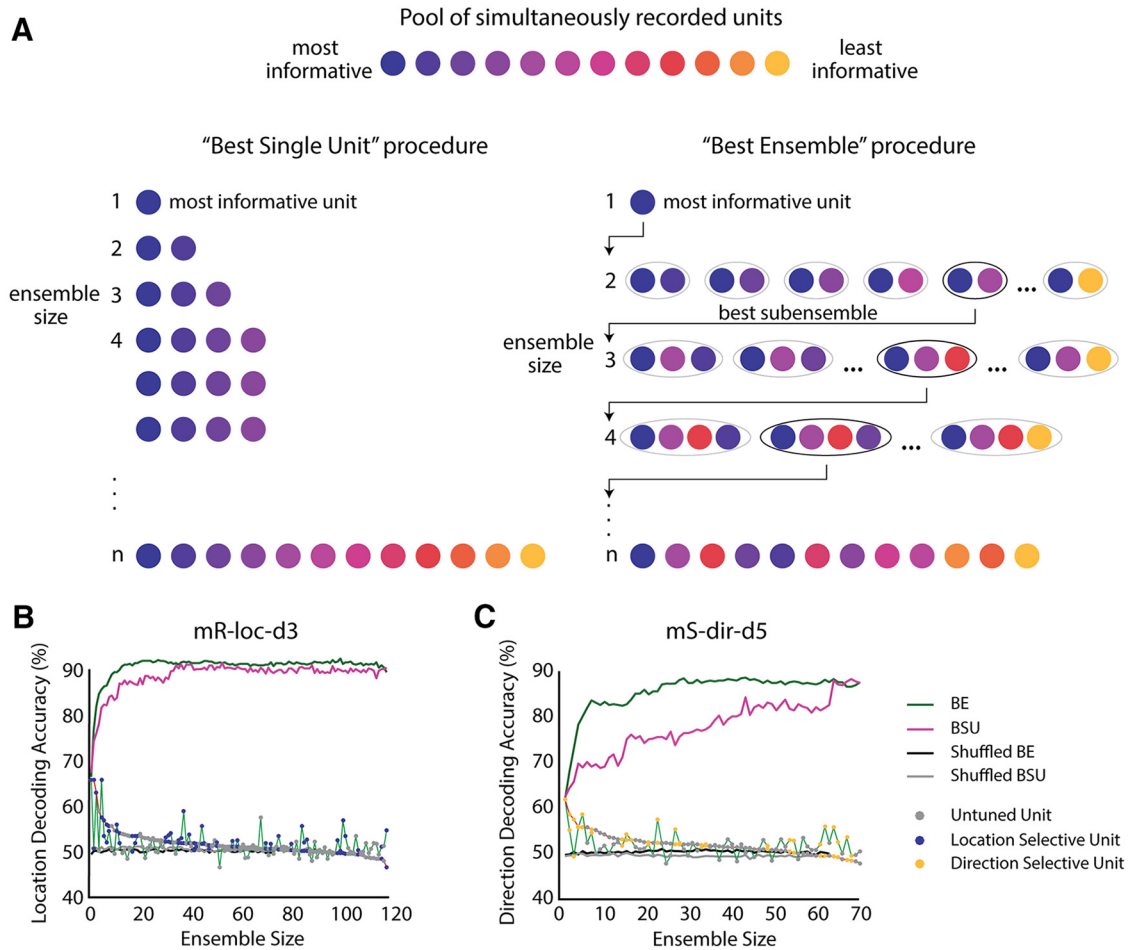 A
Pool of simultaneously recorded units
most
informative
least
informative
“Best Single Unit” procedure
1 most informative unit
2
3
4
ensemble
size
.
.
.
n
“Best Ensemble” procedure
1 most informative unit
2 ...
best subensemble
ensemble
size
3 ... ...
4 ...
.
.
.
.
n
B
mR-loc-d3
Location Decoding Accuracy (%)
90
80
70
60
50
40
0 20 40 60 80 100 120
Ensemble Size
C
mS-dir-d5
Direction Decoding Accuracy (%)
90
80
70
60
50
40
0 10 20 30 40 50 60 70
Ensemble Size
BE
BSU
Shuffled BE
Shuffled BSU
Untuned Unit
Location Selective Unit
Direction Selective Unit